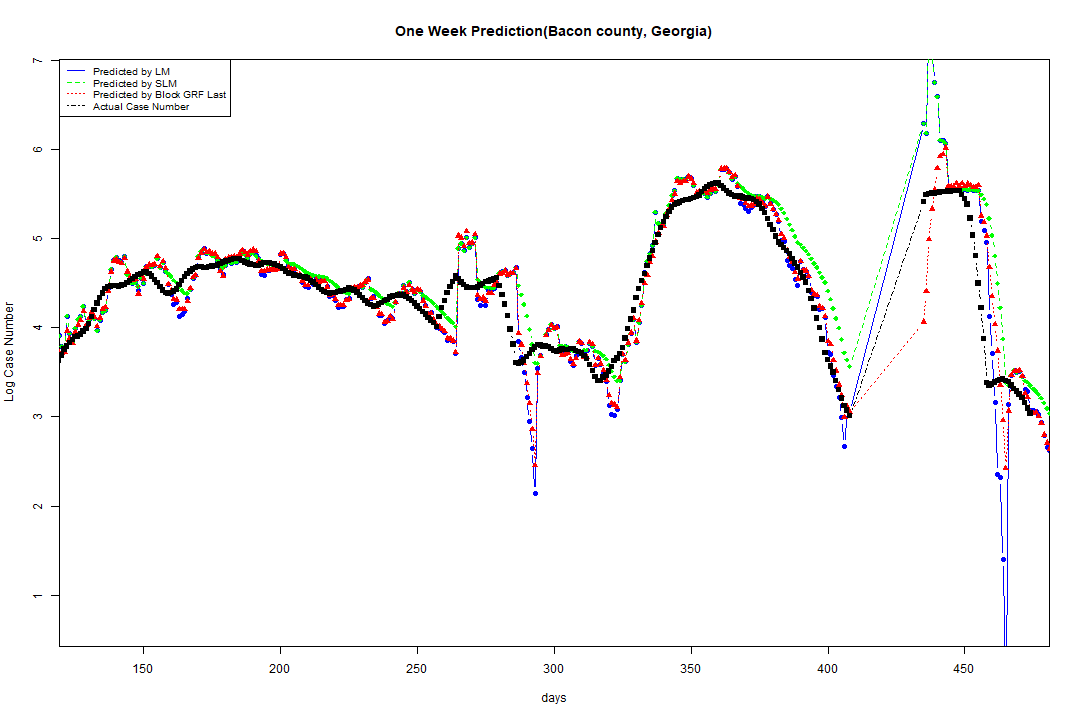 One Week Prediction(Bacon county, Georgia)
Predicted by LM
Predicted by SLM
Predicted by Block GRF Last
Actual Case Number
7
6
5
4
3
2
1
Log Case Number
150 200 250 300 350 400 450
days